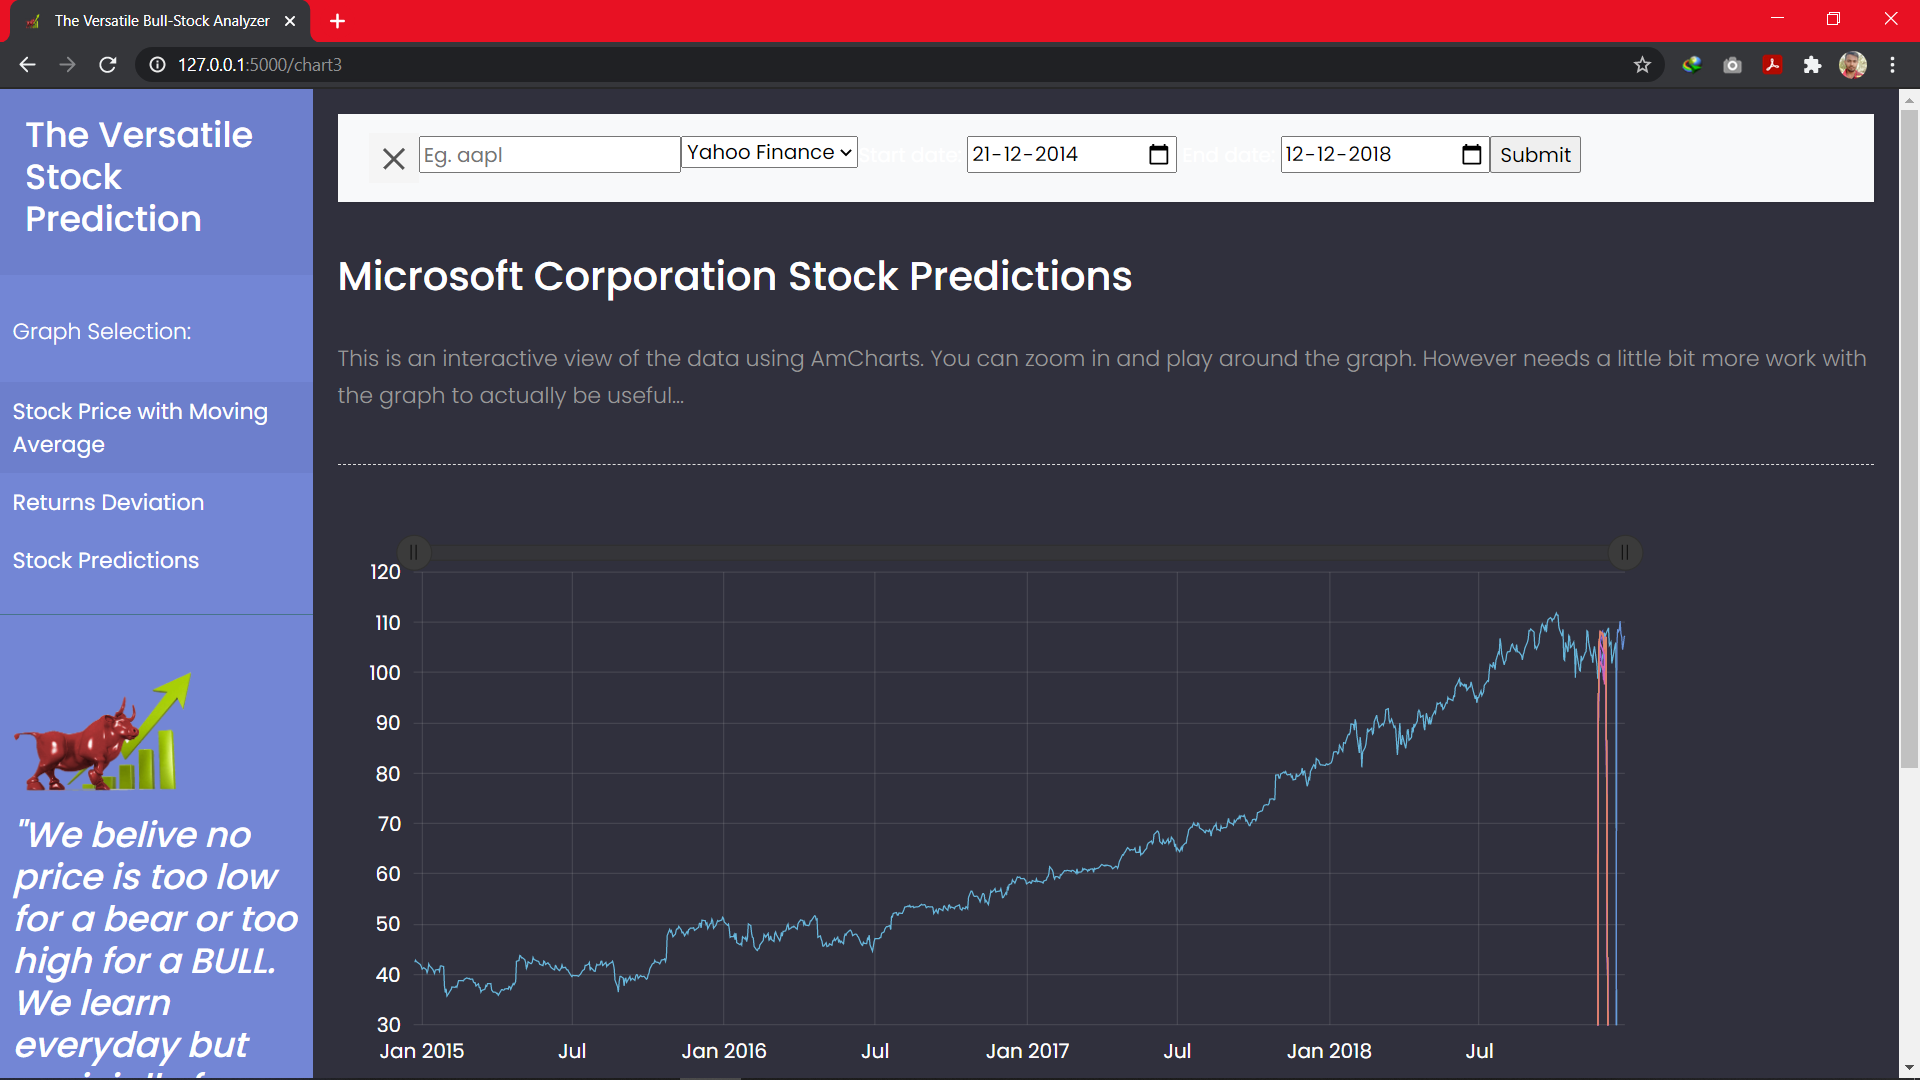 The Versatile Bull-Stock Analyzer
127.0.0.1:5000/chart3
The Versatile
Stock
Prediction
Graph Selection:
Stock Price with Moving
Average
Returns Deviation
Stock Predictions
"We belive no
price is too low
for a bear or too
high for a BULL.
We learn
everyday but
Eg. aapl Yahoo Finance Start date: 21-12-2014 End date: 12-12-2018 Submit
Microsoft Corporation Stock Predictions
This is an interactive view of the data using AmCharts. You can zoom in and play around the graph. However needs a little bit more work with
the graph to actually be useful...
120
110
100
90
80
70
60
50
40
30
Jan 2015 Jul Jan 2016 Jul Jan 2017 Jul Jan 2018 Jul